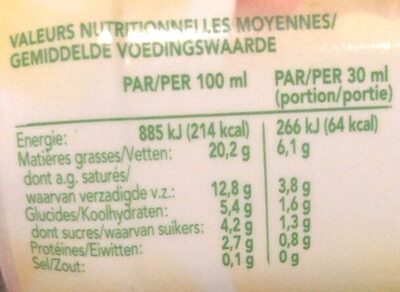 VALEURS NUTRITIONNELLES MOYENNES/
GEMIDDELDE VOEDINGSWAARDE
PAR/PER 100 ml PAR/PER 30 ml
(portion/portie)
Energie: 885 kJ (214 kcal) 266 kJ (64 kcal)
Matières grasses/Vetten: 20,2 g 6,1 g
dont a.g. saturés/
waarvan verzadigde v.z.: 12,8 g 3,8 g
Glucides/Koolhydraten: 5,4 g 1,6 g
dont sucres/waarvan suikers: 4,2 g 1,3 g
Protéines/Eiwitten: 2,7 g 0,8 g
Sel/Zout: 0,1 g 0 g